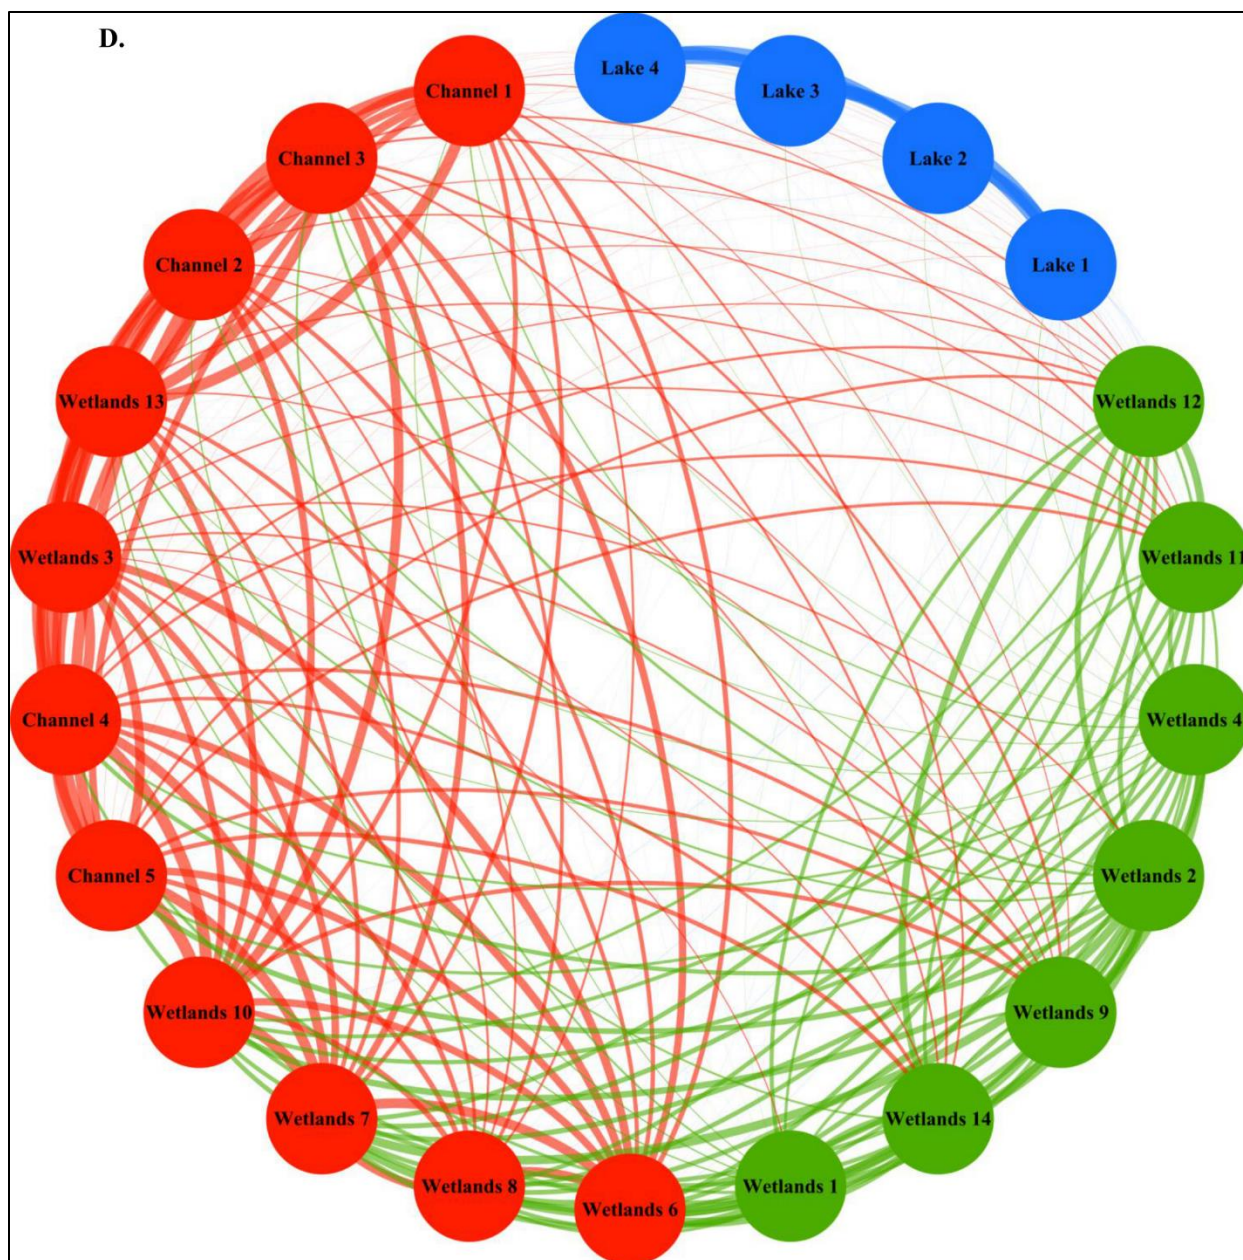 D.
Lake 4
Channel 1
Lake 3
Channel 3
Lake 2
Channel 2
Lake 1
Wetlands 13
Wetlands 12
Wetlands 3
Wetlands 11
Channel 4
Wetlands 4
Channel 5
Wetlands 2
Wetlands 10
Wetlands 9
Wetlands 7
Wetlands 14
Wetlands 8
Wetlands 1
Wetlands 6